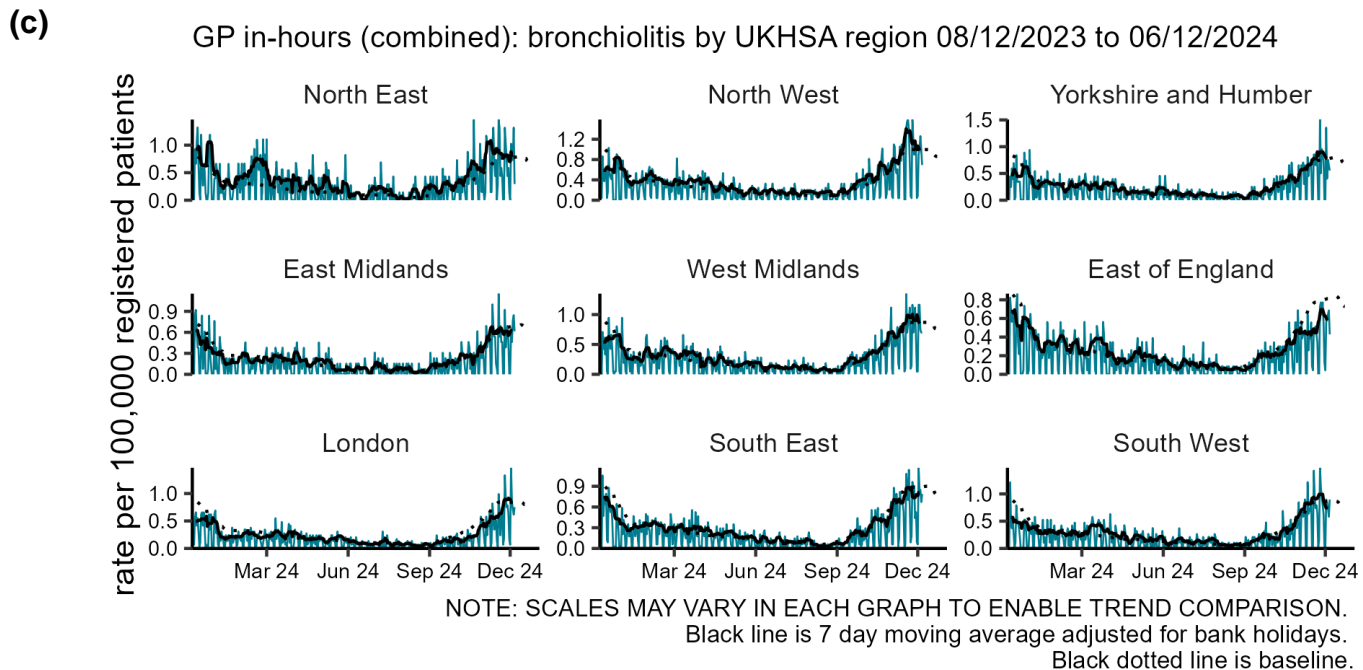 (c)
GP in-hours (combined): bronchiolitis by UKHSA region 08/12/2023 to 06/12/2024
rate per 100,000 registered patients
North East
1.0
0.5
0.0
North West
1.2
0.8
0.4
0.0
Yorkshire and Humber
1.5
1.0
0.5
0.0
East Midlands
0.9
0.6
0.3
0.0
West Midlands
1.0
0.5
0.0
East of England
0.8
0.6
0.4
0.2
0.0
London
1.0
0.5
0.0
Mar 24 Jun 24 Sep 24 Dec 24
South East
0.9
0.6
0.3
0.0
Mar 24 Jun 24 Sep 24 Dec 24
South West
1.0
0.5
0.0
Mar 24 Jun 24 Sep 24 Dec 24
NOTE: SCALES MAY VARY IN EACH GRAPH TO ENABLE TREND COMPARISON.
Black line is 7 day moving average adjusted for bank holidays.
Black dotted line is baseline.